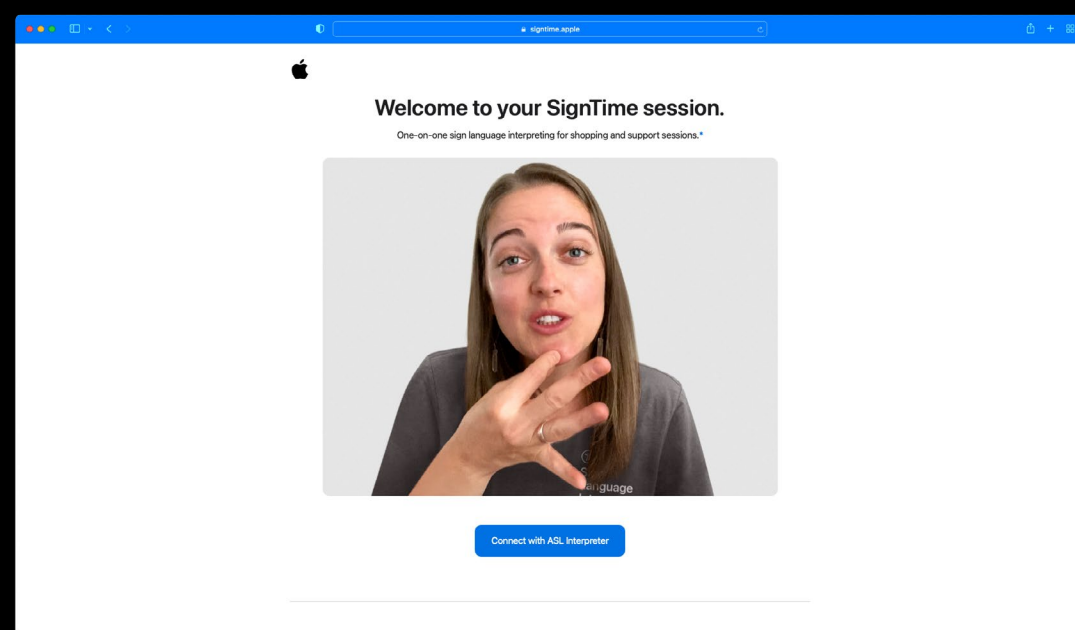 signtime.apple
Welcome to your SignTime session.
One-on-one sign language interpreting for shopping and support sessions.*
Connect with ASL Interpreter